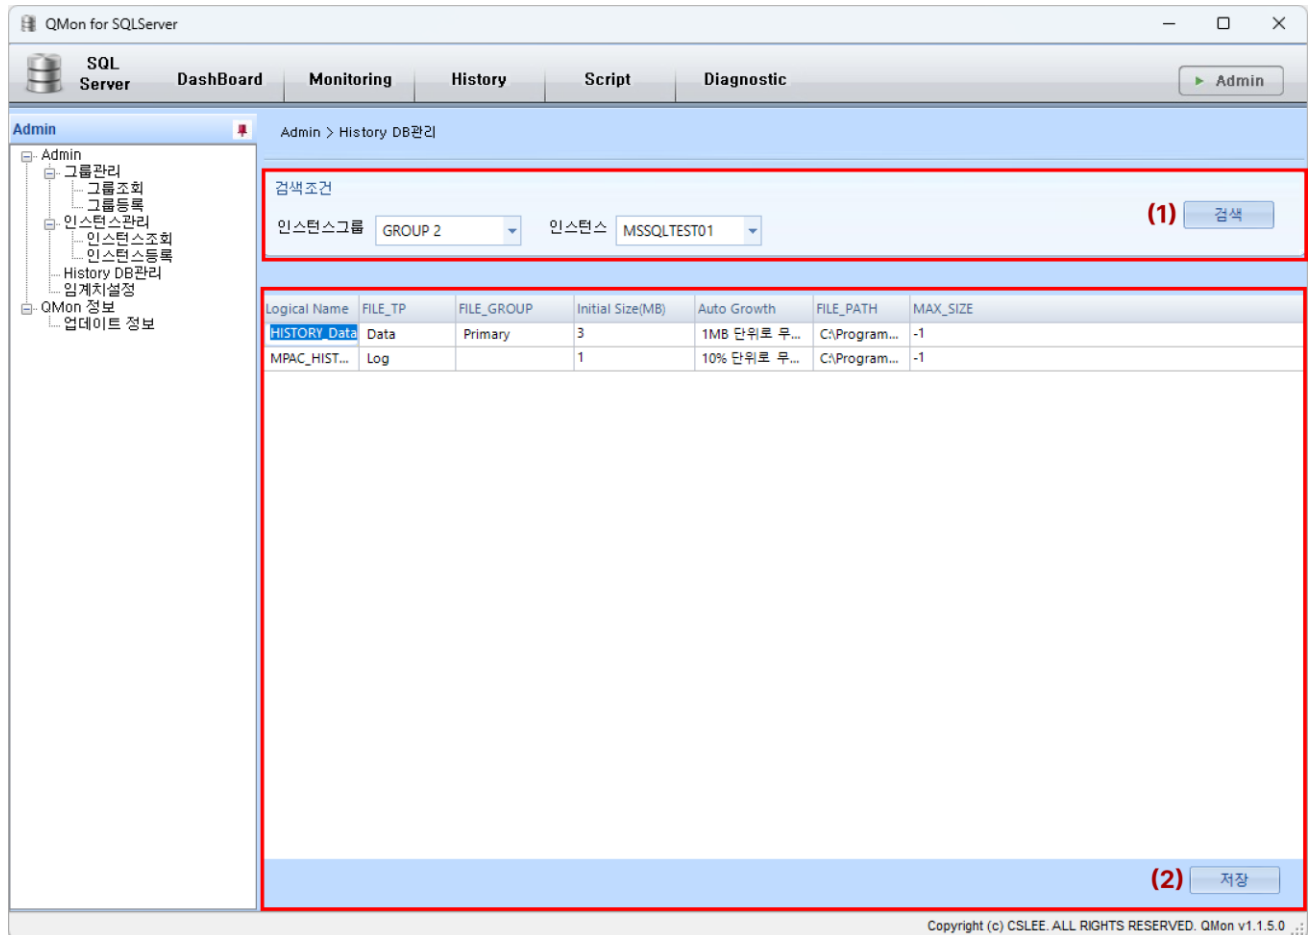 QMon for SQLServer
SQL Server DashBoard Monitoring History Script Diagnostic Admin
Admin
Admin
그룹관리
그룹조회
그룹등록
인스턴스관리
인스턴스조회
인스턴스등록
History DB관리
임계치설정
QMon 정보
업데이트 정보
Admin > History DB관리
검색조건
인스턴스그룹 GROUP 2 인스턴스 MSSQLTEST01 (1) 검색
Logical Name FILE_TP FILE_GROUP Initial Size(MB) Auto Growth FILE_PATH MAX_SIZE
HISTORY_Data Data Primary 3 1MB 단위로 무... C:\Program... -1
MPAC_HIST... Log 1 10% 단위로 무... C:\Program... -1
(2) 저장
Copyright (c) CSLEE. ALL RIGHTS RESERVED. QMon v1.1.5.0